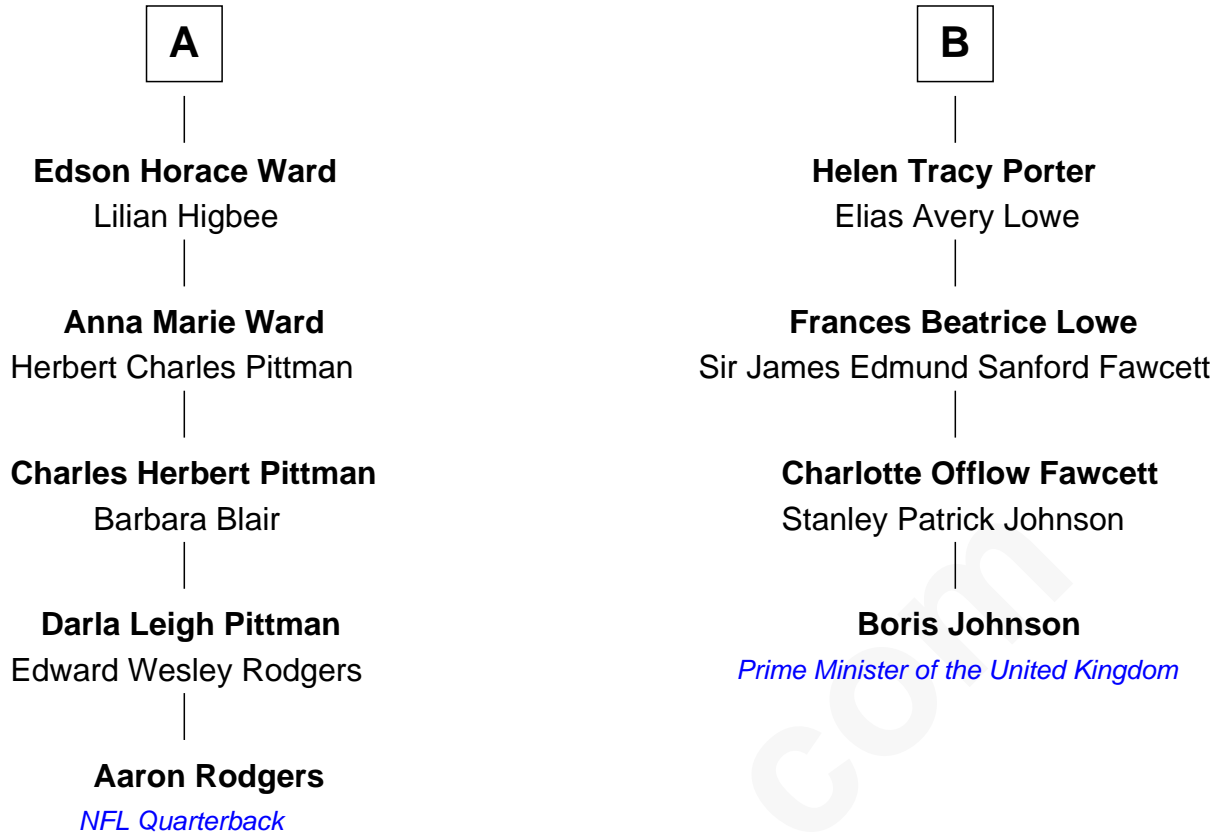 A
Edson Horace Ward
Lilian Higbee
Anna Marie Ward
Herbert Charles Pittman
Charles Herbert Pittman
Barbara Blair
Darla Leigh Pittman
Edward Wesley Rodgers
Aaron Rodgers
NFL Quarterback
B
Helen Tracy Porter
Elias Avery Lowe
Frances Beatrice Lowe
Sir James Edmund Sanford Fawcett
Charlotte Offlow Fawcett
Stanley Patrick Johnson
Boris Johnson
Prime Minister of the United Kingdom
com